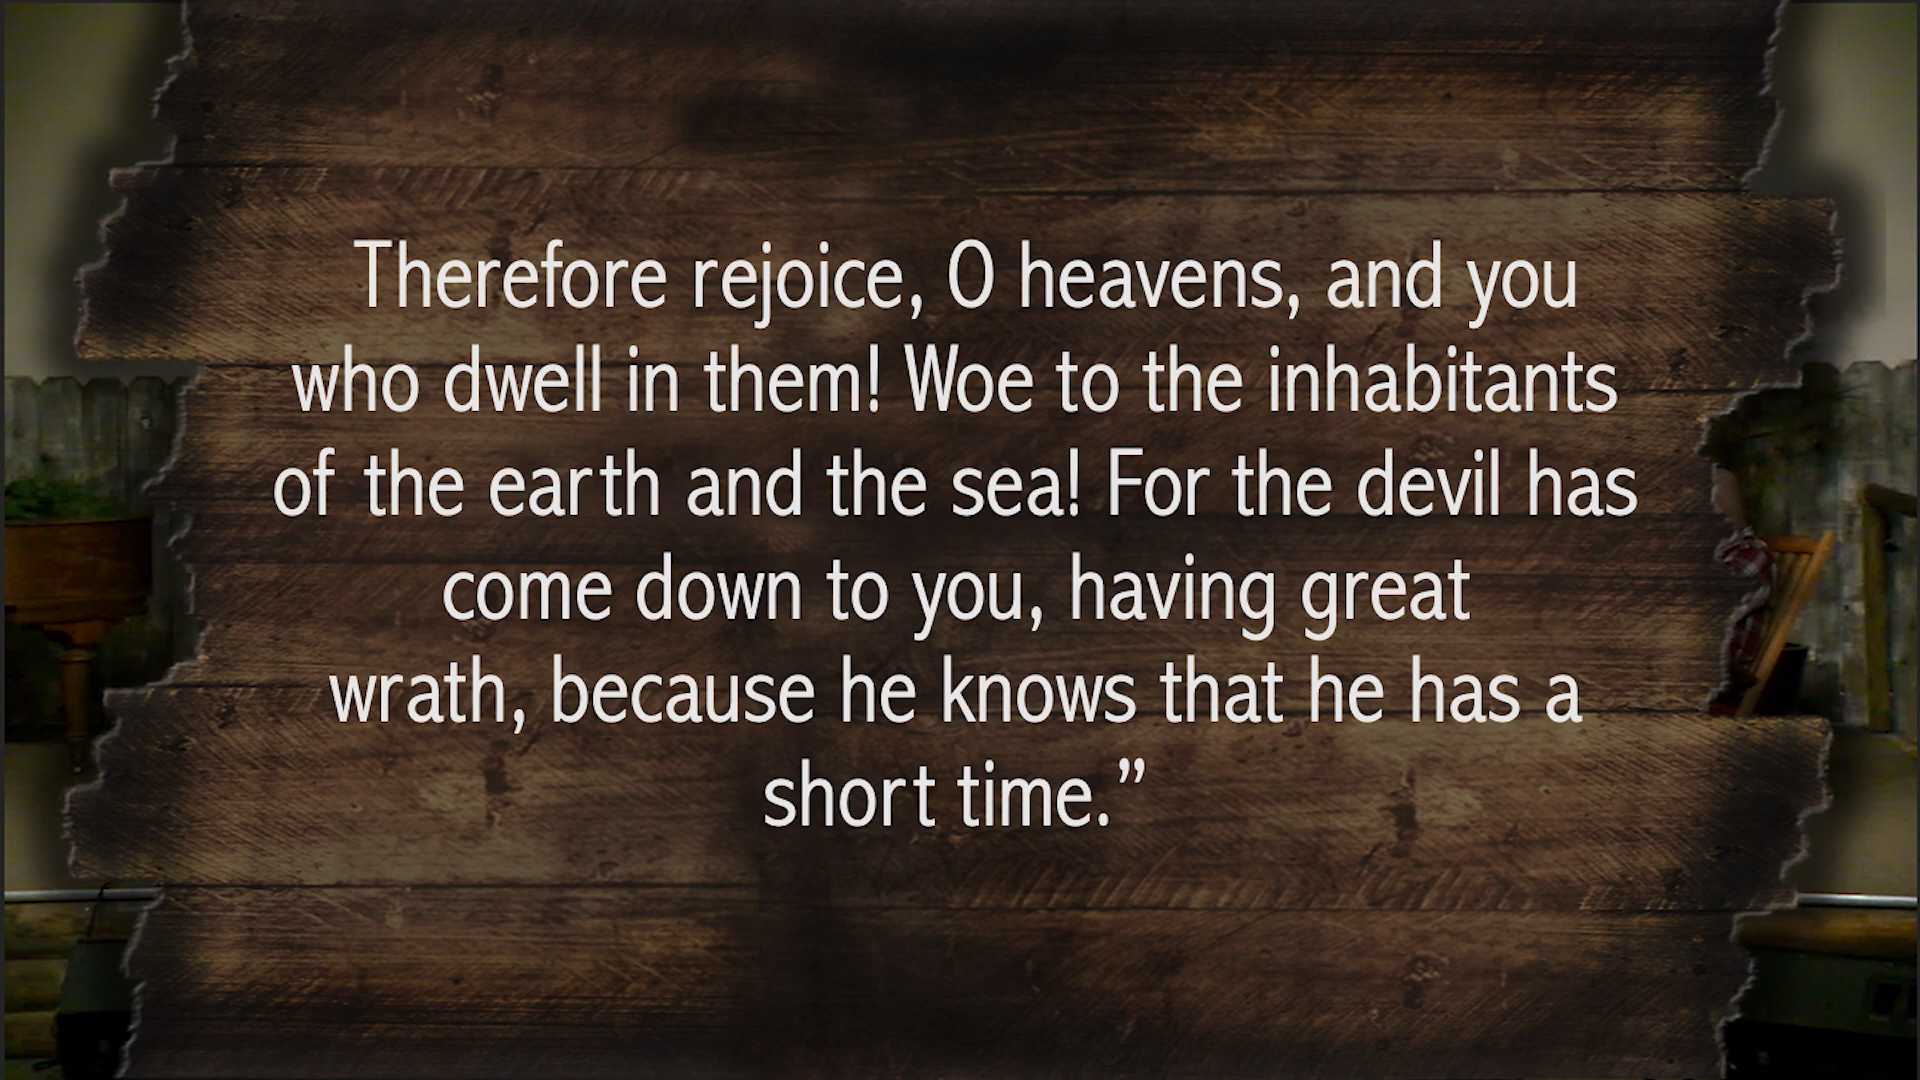 Therefore rejoice, O heavens, and you
who dwell in them! Woe to the inhabitants
of the earth and the sea! For the devil has
come down to you, having great
wrath, because he knows that he has a
short time.”